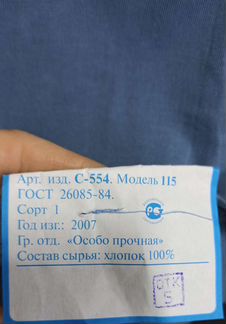 Арт. изд. С-554. Модель 115
ГОСТ 26085-84.
Сорт 1
Год изг.: 2007
Гр. отд. «Особо прочная»
Состав сырья: хлопок 100%
ОТК
5